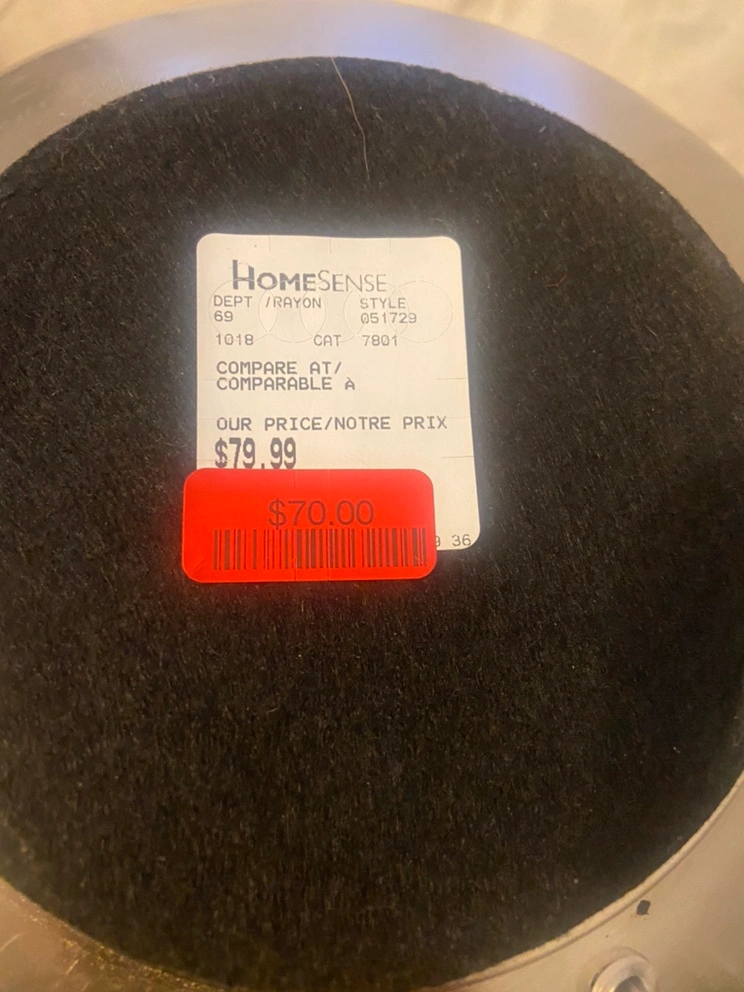 HOMESENSE
DEPT /RAYON STYLE
69 051729
1018 CAT 7801
COMPARE AT/
COMPARABLE À
OUR PRICE/NOTRE PRIX
$79.99
$70.00
36